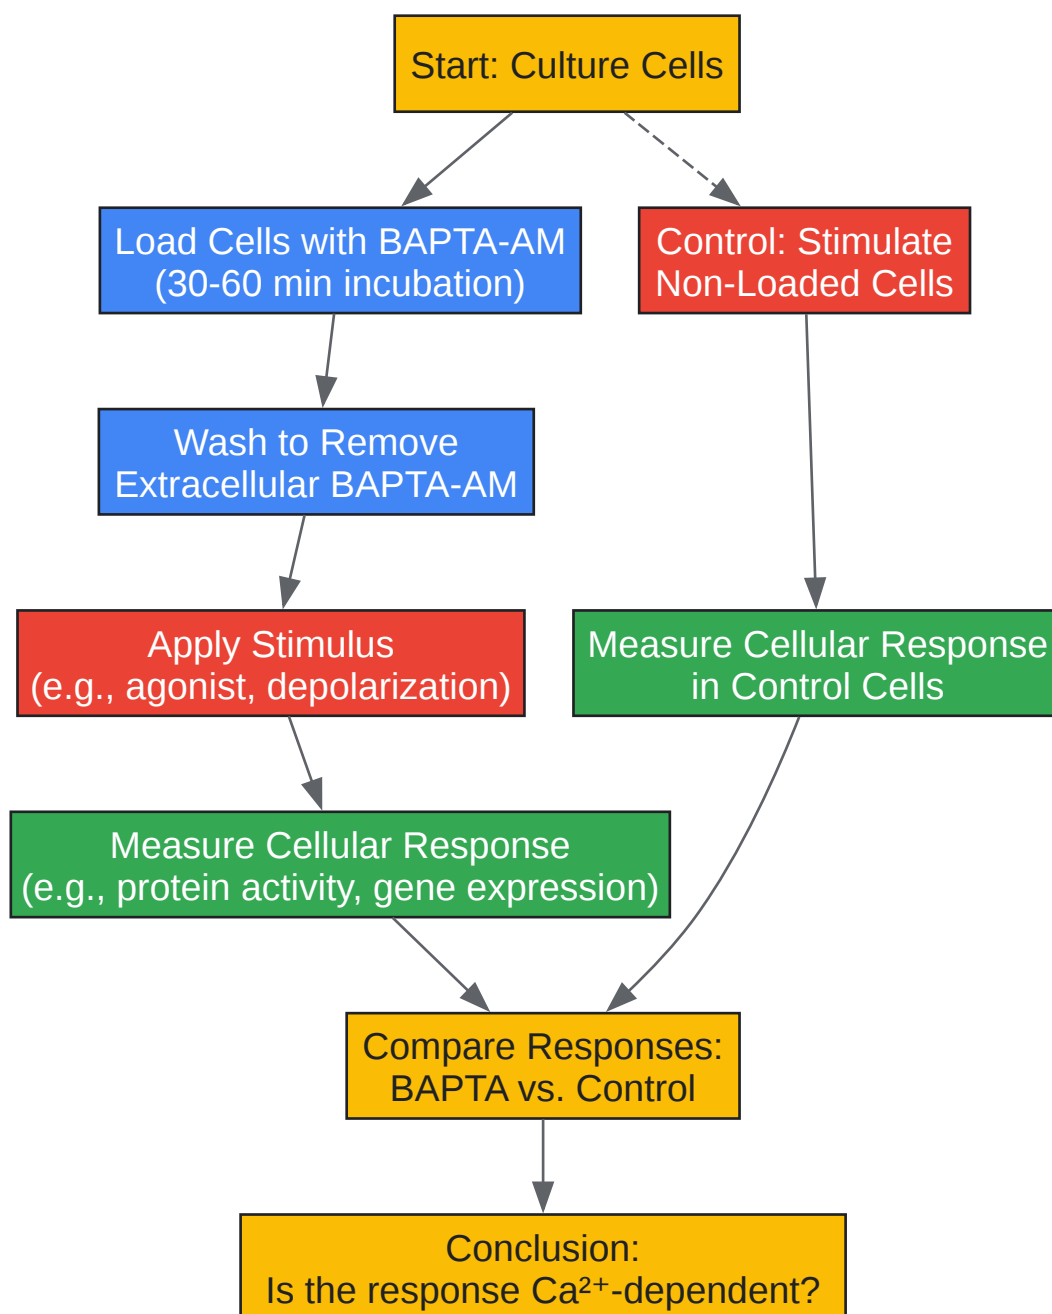 Start: Culture Cells
Load Cells with BAPTA-AM
(30-60 min incubation)
Control: Stimulate
Non-Loaded Cells
Wash to Remove
Extracellular BAPTA-AM
Apply Stimulus
(e.g., agonist, depolarization)
Measure Cellular Response
in Control Cells
Measure Cellular Response
(e.g., protein activity, gene expression)
Compare Responses:
BAPTA vs. Control
Conclusion:
Is the response Ca²⁺-dependent?